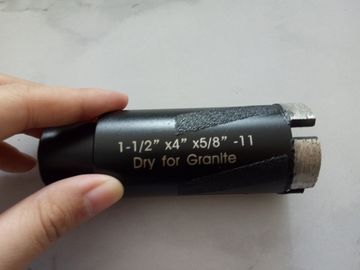 1-1/2" x4" x5/8" -11
Dry for Granite